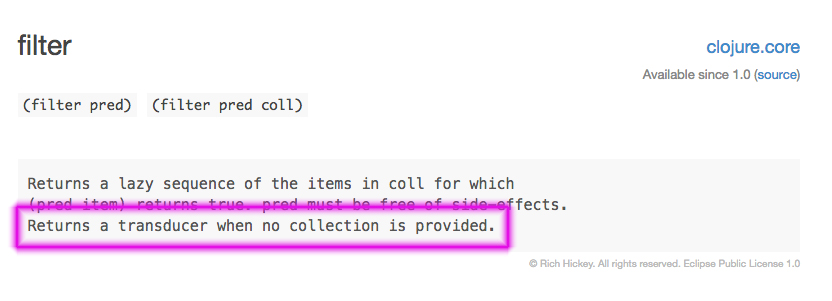 filter
clojure.core
Available since 1.0 (source)
(filter pred) (filter pred coll)
Returns a lazy sequence of the items in coll for which
(pred item) returns true. pred must be free of side-effects.
Returns a transducer when no collection is provided.
© Rich Hickey. All rights reserved. Eclipse Public License 1.0